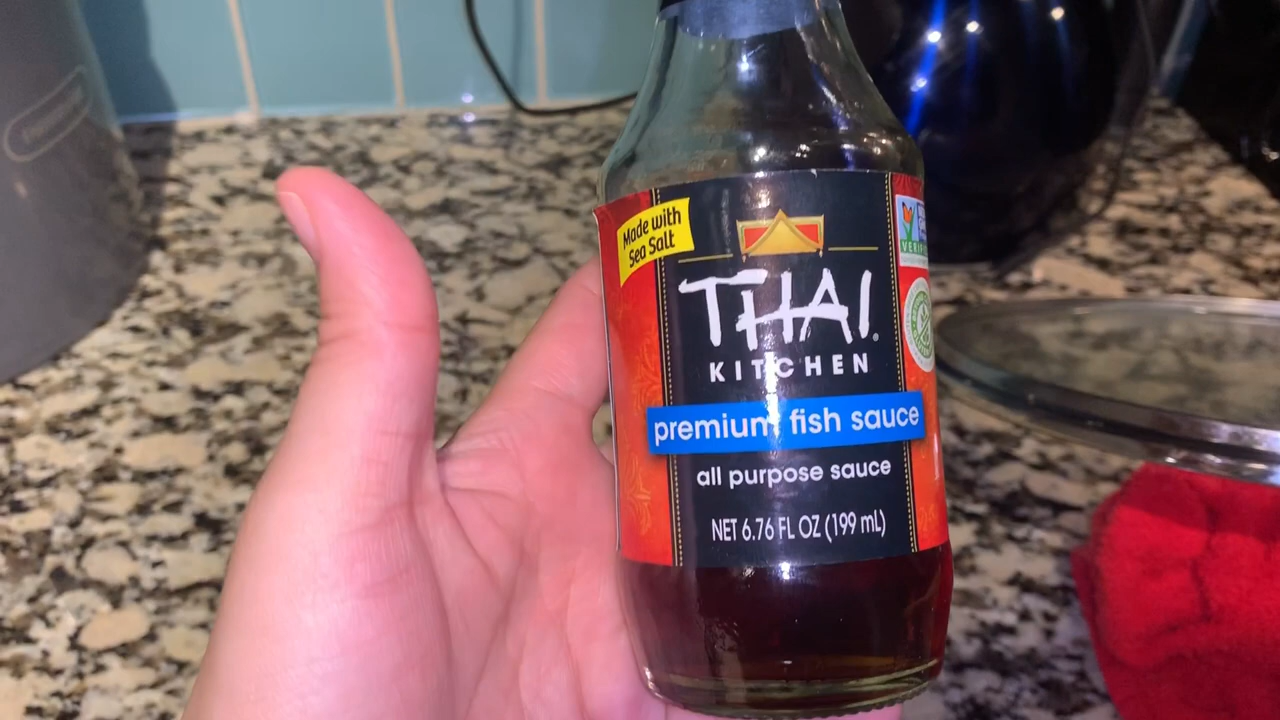 Made with
Sea Salt
THAI
KITCHEN
premium fish sauce
all purpose sauce
NET 6.76 FL OZ (199 mL)